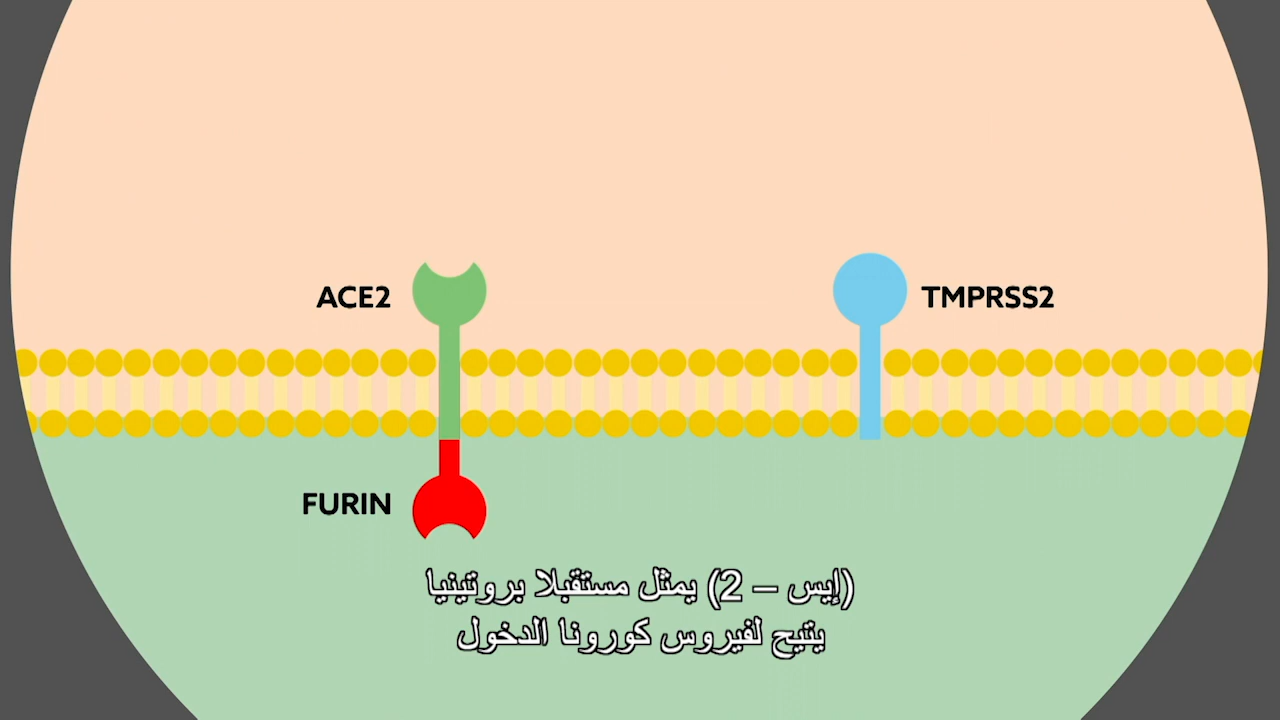 ACE2
TMPRSS2
FURIN
(إيس – 2) يمثل مستقبلا بروتينيا
يتيح لفيروس كورونا الدخول